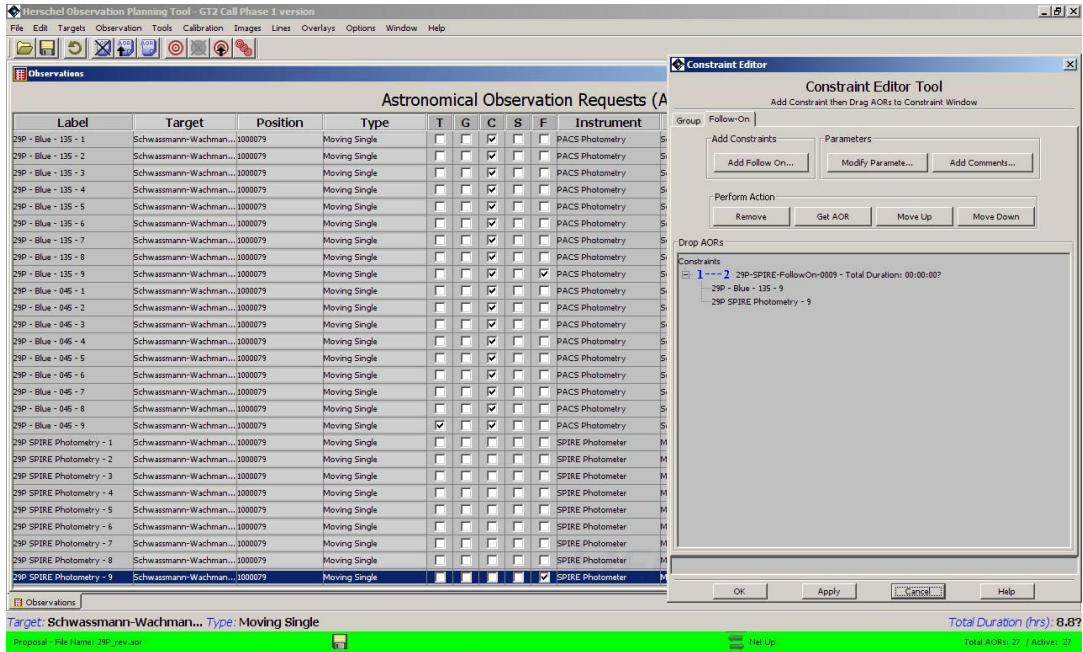 Herschel Observation Planning Tool - GT2 Call Phase 1 version
File Edit Targets Observation Tools Calibration Images Lines Overlays Options Window Help
Observations
Astronomical Observation Requests (A
Label Target Position Type T G C S F Instrument
29P - Blue - 135 - 1 Schwassmann-Wachman... 1000079 Moving Single PACS Photometry
29P - Blue - 135 - 2 Schwassmann-Wachman... 1000079 Moving Single PACS Photometry
29P - Blue - 135 - 3 Schwassmann-Wachman... 1000079 Moving Single PACS Photometry
29P - Blue - 135 - 4 Schwassmann-Wachman... 1000079 Moving Single PACS Photometry
29P - Blue - 135 - 5 Schwassmann-Wachman... 1000079 Moving Single PACS Photometry
29P - Blue - 135 - 6 Schwassmann-Wachman... 1000079 Moving Single PACS Photometry
29P - Blue - 135 - 7 Schwassmann-Wachman... 1000079 Moving Single PACS Photometry
29P - Blue - 135 - 8 Schwassmann-Wachman... 1000079 Moving Single PACS Photometry
29P - Blue - 135 - 9 Schwassmann-Wachman... 1000079 Moving Single PACS Photometry
29P - Blue - 045 - 1 Schwassmann-Wachman... 1000079 Moving Single PACS Photometry
29P - Blue - 045 - 2 Schwassmann-Wachman... 1000079 Moving Single PACS Photometry
29P - Blue - 045 - 3 Schwassmann-Wachman... 1000079 Moving Single PACS Photometry
29P - Blue - 045 - 4 Schwassmann-Wachman... 1000079 Moving Single PACS Photometry
29P - Blue - 045 - 5 Schwassmann-Wachman... 1000079 Moving Single PACS Photometry
29P - Blue - 045 - 6 Schwassmann-Wachman... 1000079 Moving Single PACS Photometry
29P - Blue - 045 - 7 Schwassmann-Wachman... 1000079 Moving Single PACS Photometry
29P - Blue - 045 - 8 Schwassmann-Wachman... 1000079 Moving Single PACS Photometry
29P - Blue - 045 - 9 Schwassmann-Wachman... 1000079 Moving Single PACS Photometry
29P SPIRE Photometry - 1 Schwassmann-Wachman... 1000079 Moving Single SPIRE Photometer M
29P SPIRE Photometry - 2 Schwassmann-Wachman... 1000079 Moving Single SPIRE Photometer M
29P SPIRE Photometry - 3 Schwassmann-Wachman... 1000079 Moving Single SPIRE Photometer M
29P SPIRE Photometry - 4 Schwassmann-Wachman... 1000079 Moving Single SPIRE Photometer M
29P SPIRE Photometry - 5 Schwassmann-Wachman... 1000079 Moving Single SPIRE Photometer M
29P SPIRE Photometry - 6 Schwassmann-Wachman... 1000079 Moving Single SPIRE Photometer M
29P SPIRE Photometry - 7 Schwassmann-Wachman... 1000079 Moving Single SPIRE Photometer M
29P SPIRE Photometry - 8 Schwassmann-Wachman... 1000079 Moving Single SPIRE Photometer M
29P SPIRE Photometry - 9 Schwassmann-Wachman... 1000079 Moving Single SPIRE Photometer M
Observations
Constraint Editor
Constraint Editor Tool
Add Constraint then Drag AORs to Constraint Window
Group Follow-On
Add Constraints Parameters
Add Follow On... Modify Paramete... Add Comments...
Perform Action
Remove Get AOR Move Up Move Down
Drop AORs
Constraints
1---2 29P-SPIRE-FollowOn-0009 - Total Duration: 00:00:00?
29P - Blue - 135 - 9
29P SPIRE Photometry - 9
OK Apply Cancel Help
Target: Schwassmann-Wachman... Type: Moving Single Total Duration (hrs): 8.8?
Proposal - File Name: 29P_rev.aor Net Up Total AORs: 27 / Active: 27